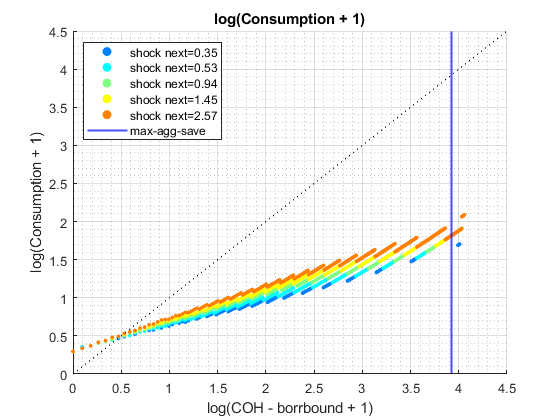 log(Consumption + 1)
4.5
4
3.5
3
2.5
2
1.5
1
0.5
0
log(Consumption + 1)
shock next=0.35
shock next=0.53
shock next=0.94
shock next=1.45
shock next=2.57
max-agg-save
0 0.5 1 1.5 2 2.5 3 3.5 4 4.5
log(COH - borrbound + 1)